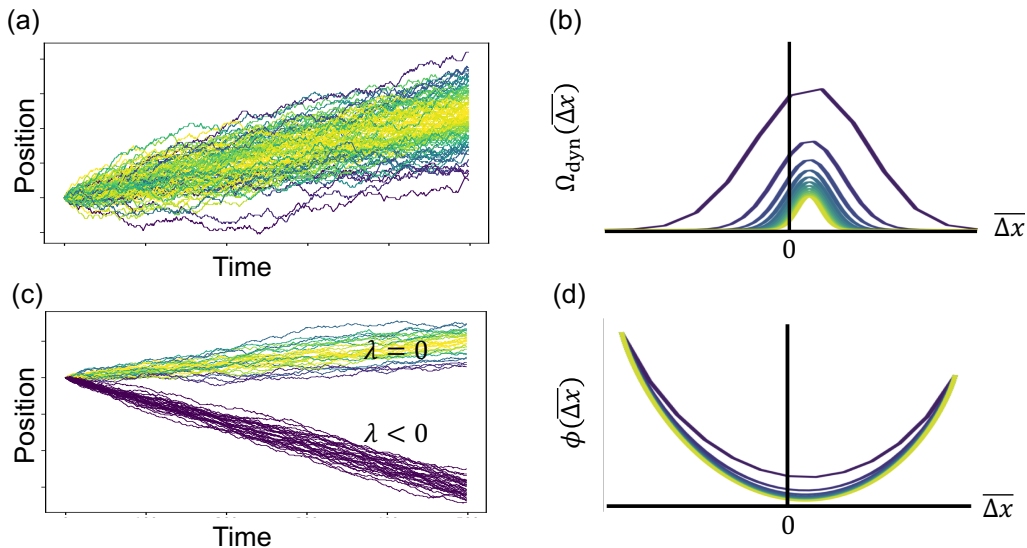 (a)
Position
Time
(b)
Ω_dyn(\overline{Δx})
0
\overline{Δx}
(c)
λ = 0
λ < 0
Position
Time
(d)
ϕ(\overline{Δx})
0
\overline{Δx}